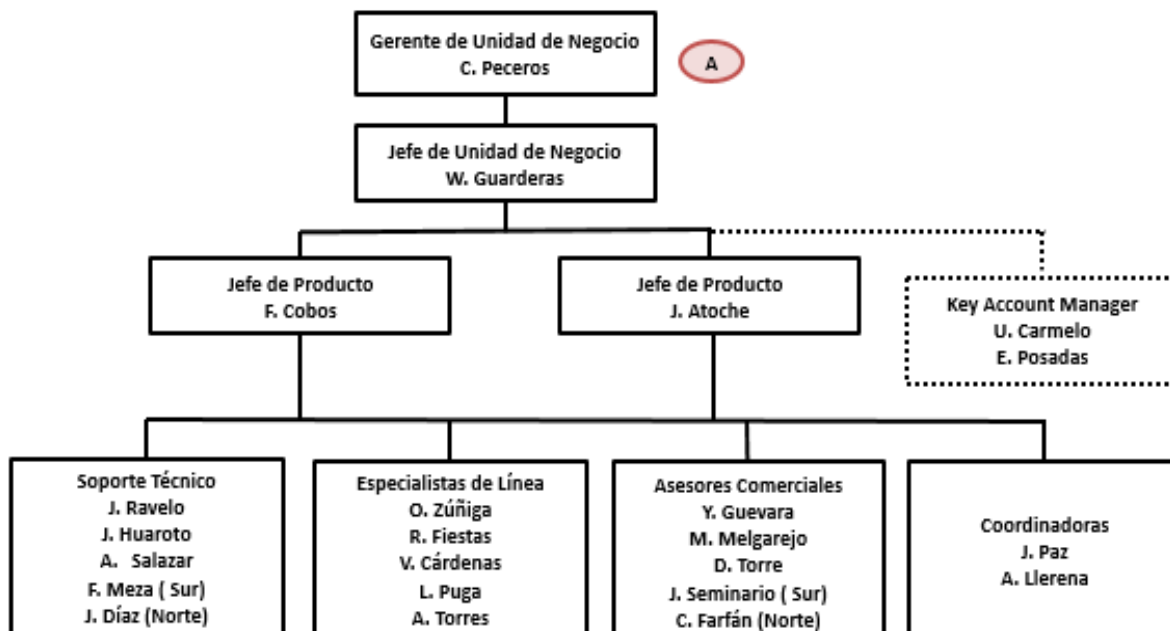 Gerente de Unidad de Negocio
C. Peceros
A
Jefe de Unidad de Negocio
W. Guarderas
Jefe de Producto
F. Cobos
Jefe de Producto
J. Atoche
Key Account Manager
U. Carmelo
E. Posadas
Soporte Técnico
J. Ravelo
J. Huaroto
A. Salazar
F. Meza ( Sur)
J. Díaz (Norte)
Especialistas de Línea
O. Zúñiga
R. Fiestas
V. Cárdenas
L. Puga
A. Torres
Asesores Comerciales
Y. Guevara
M. Melgarejo
D. Torre
J. Seminario ( Sur)
C. Farfán (Norte)
Coordinadoras
J. Paz
A. Llerena